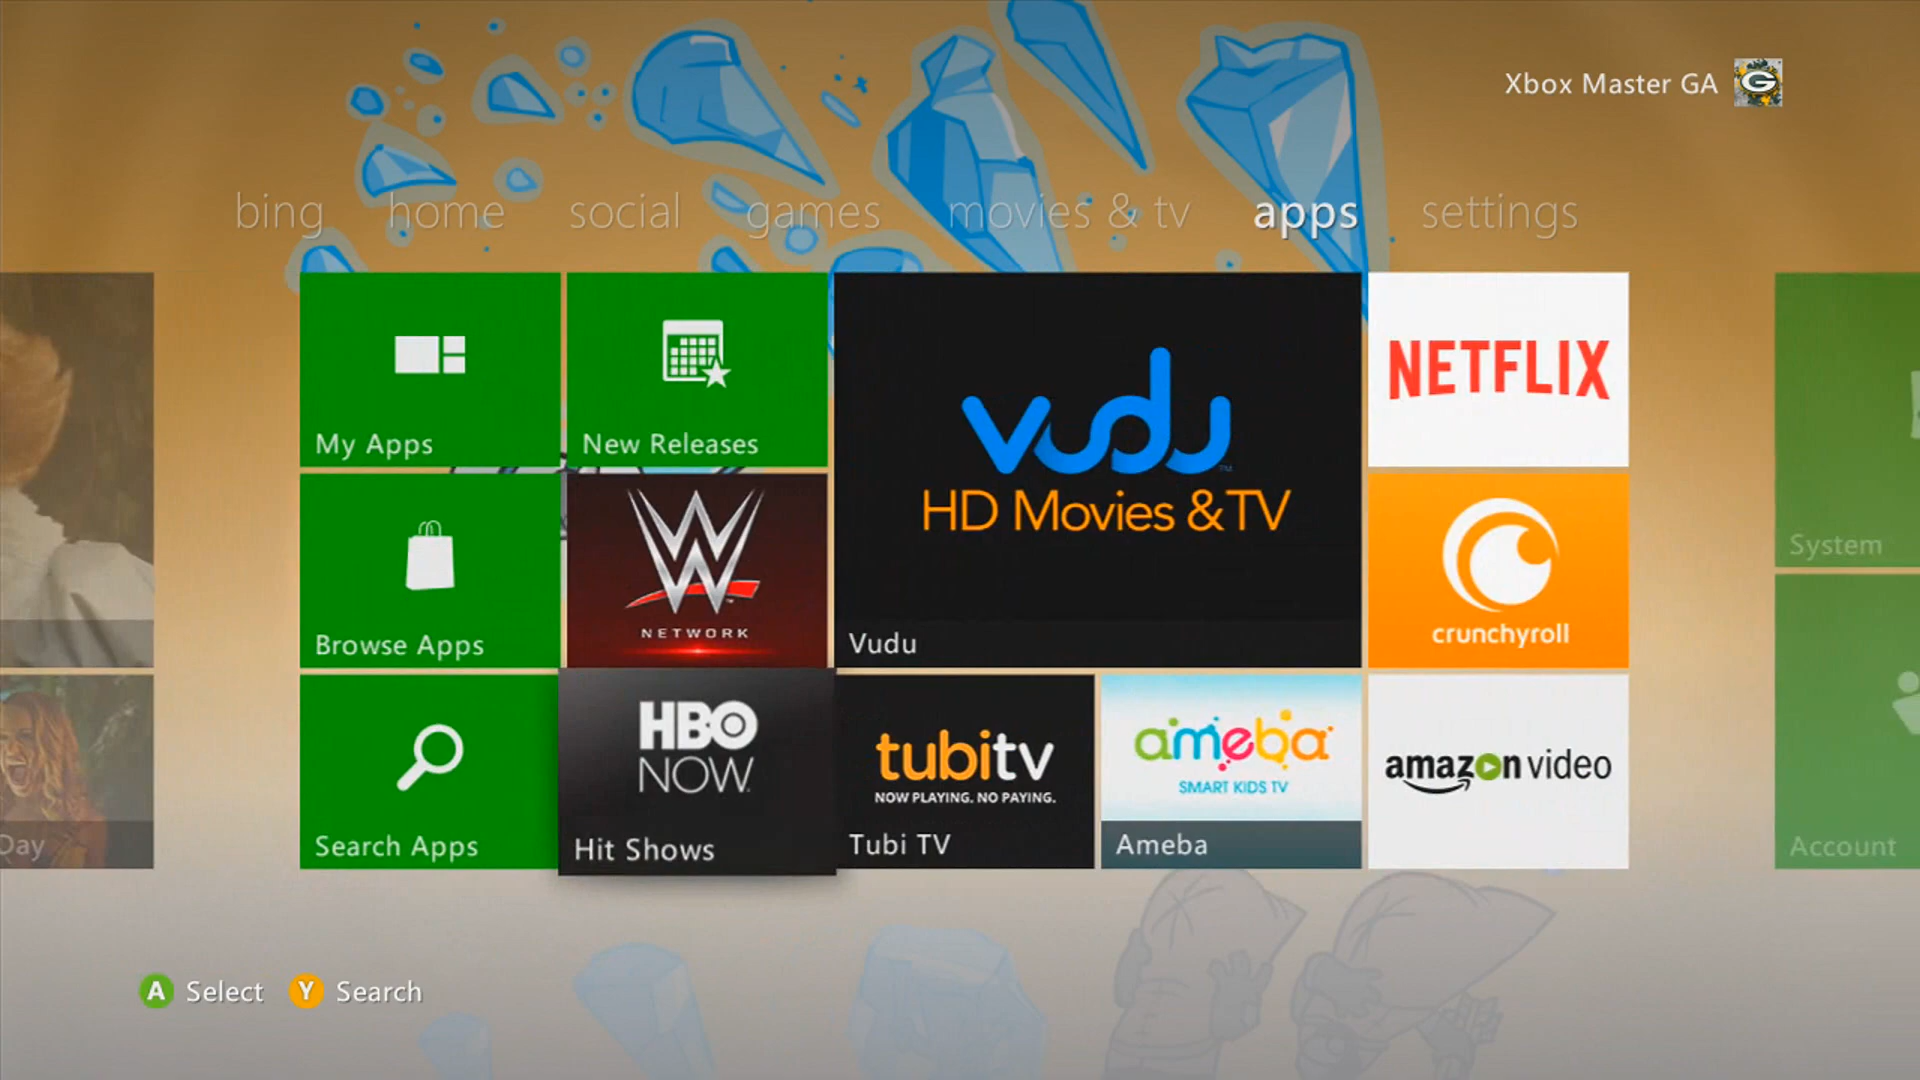 Xbox Master GA
bing home social games movies & tv apps settings
My Apps
New Releases
vudu
TM
HD Movies & TV
Vudu
NETFLIX
Browse Apps
W
NETWORK
crunchyroll
System
Search Apps
HBO
NOW
Hit Shows
tubitv
NOW PLAYING. NO PAYING.
Tubi TV
ameba
SMART KIDS TV
Ameba
amazon video
Day
Account
A Select Y Search